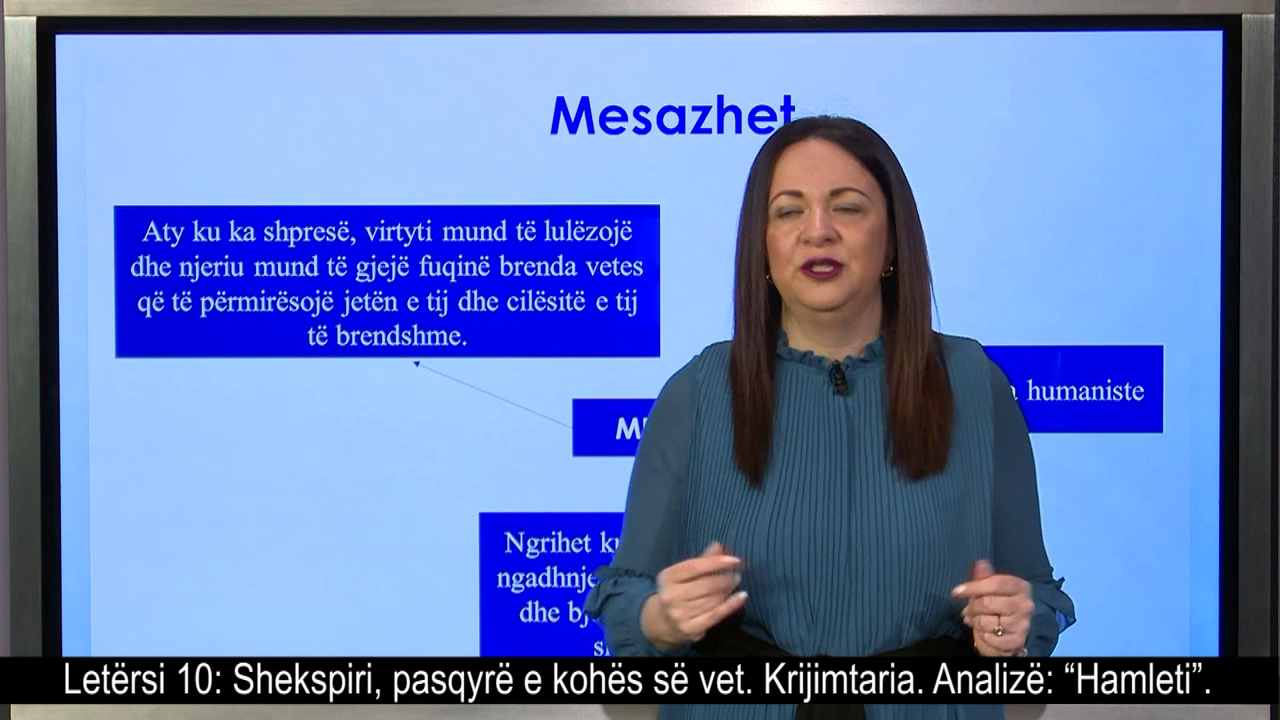 Mesazhet
Aty ku ka shpresë, virtyti mund të lulëzojë
dhe njeriu mund të gjejë fuqinë brenda vetes
që të përmirësojë jetën e tij dhe cilësitë e tij
të brendshme.
humaniste
Ngrihet
dhe
Letërsi 10: Shekspiri, pasqyrë e kohës së vet. Krijimtaria. Analizë: “Hamleti”.